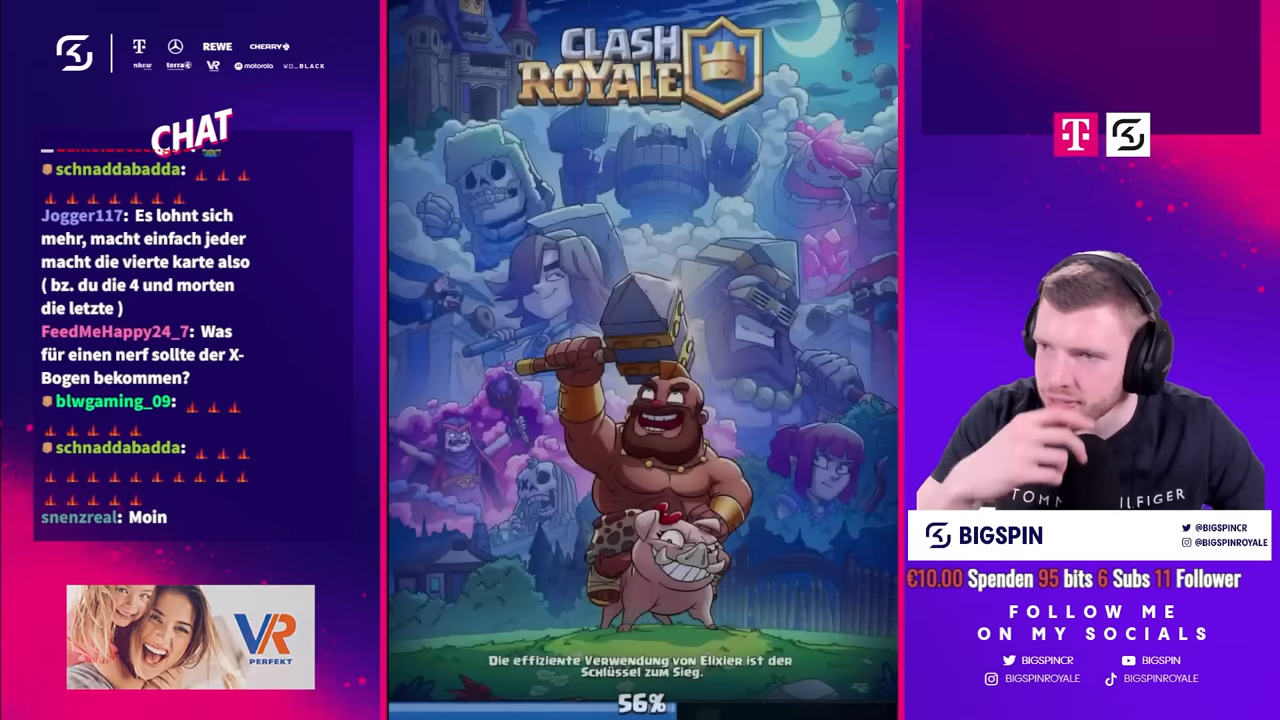 REWE
CHERRY
terra
VR
motorola
WD_BLACK
CHAT
schnaddabadda:
Jogger117: Es lohnt sich
mehr, macht einfach jeder
macht die vierte karte also
( bz. du die 4 und morten
die letzte )
FeedMeHappy24_7: Was
für einen nerf sollte der X-
Bogen bekommen?
blwgaming_09:
schnaddabadda:
snenzreal: Moin
VR
PERFEKT
CLASH
ROYALE
Die effiziente Verwendung von Elixier ist der
Schlüssel zum Sieg.
56%
T
TOMM
ILFIGER
BIGSPIN
@BIGSPINCR
@BIGSPINROYALE
€10.00 Spenden 95 bits 6 Subs 11 Follower
FOLLOW ME
ON MY SOCIALS
BIGSPINCR
BIGSPIN
BIGSPINROYALE
BIGSPINROYALE